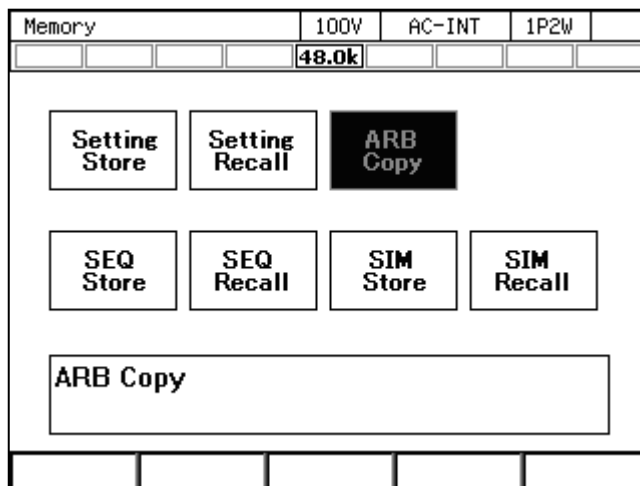 Memory 100V AC-INT 1P2W
48.0k
Setting Store
Setting Recall
ARB Copy
SEQ Store
SEQ Recall
SIM Store
SIM Recall
ARB Copy